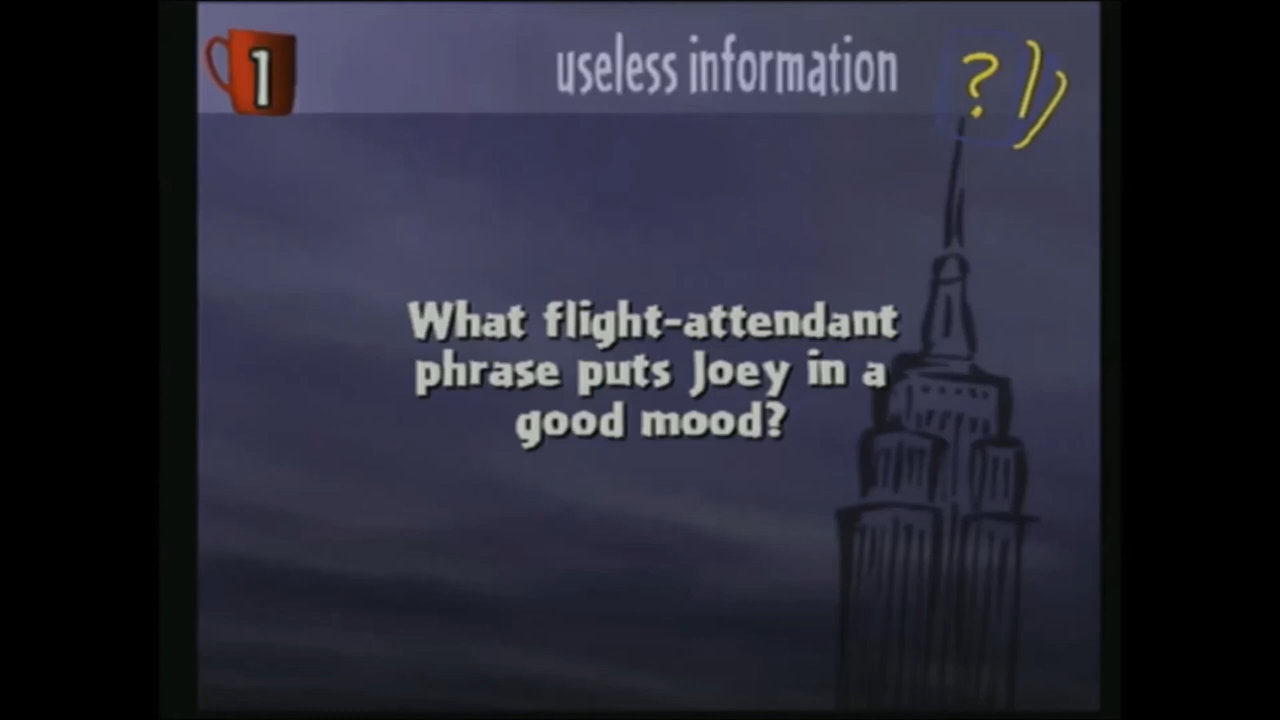 1
useless information
?
What flight-attendant
phrase puts Joey in a
good mood?